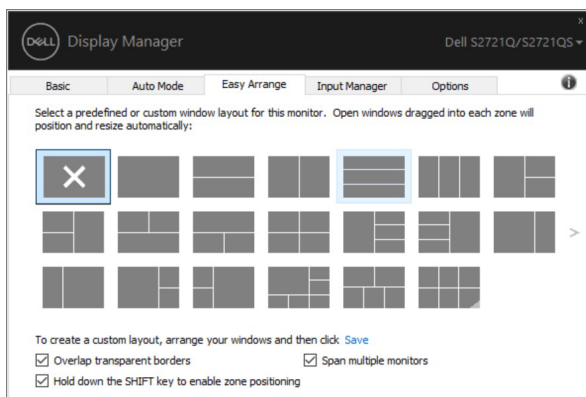 x
DELL Display Manager
Dell S2721Q/S2721QS
Basic Auto Mode Easy Arrange Input Manager Options i
Select a predefined or custom window layout for this monitor. Open windows dragged into each zone will
position and resize automatically:
>
To create a custom layout, arrange your windows and then click Save
Overlap transparent borders Span multiple monitors
Hold down the SHIFT key to enable zone positioning